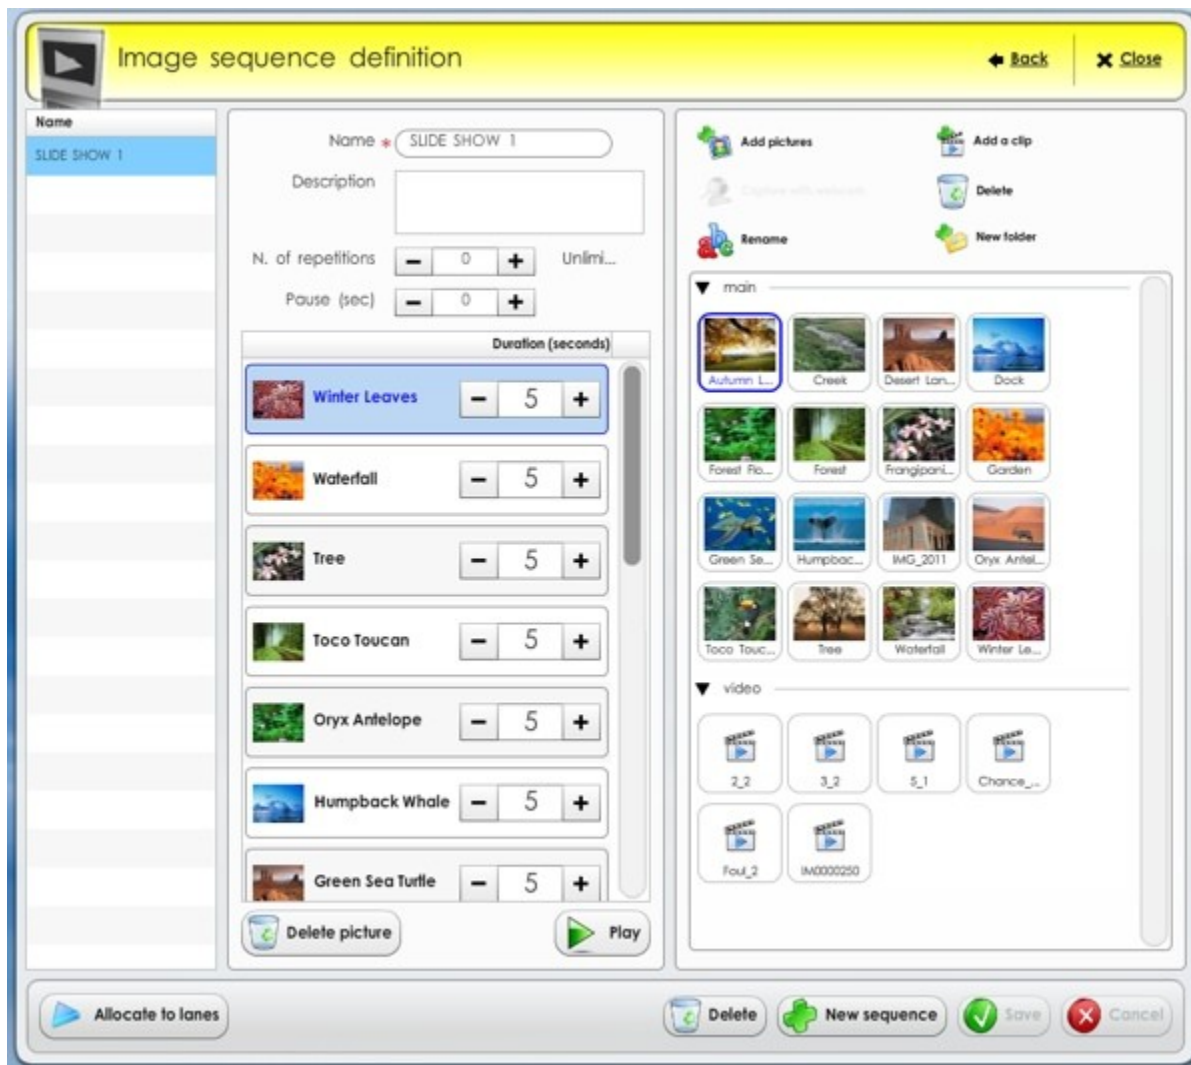 Image sequence definition
Back
Close
Name
SLIDE SHOW 1
Name * SLIDE SHOW 1
Description
N. of repetitions - 0 + Unlimi...
Pause (sec) - 0 +
Duration (seconds)
Winter Leaves - 5 +
Waterfall - 5 +
Tree - 5 +
Toco Toucan - 5 +
Oryx Antelope - 5 +
Humpback Whale - 5 +
Green Sea Turtle - 5 +
Delete picture
Play
Add pictures
Add a clip
Capture with webcam
Delete
abc
Rename
New folder
main
Autumn L... Creek Desert Lan... Dock
Forest Flo... Forest Frangipani... Garden
Green Se... Humpbac... IMG_2011 Oryx Antel...
Toco Touc... Tree Waterfall Winter Le...
video
2_2 3_2 5_1 Chance_...
Foul_2 IM0000250
Allocate to lanes
Delete
New sequence
Save
Cancel